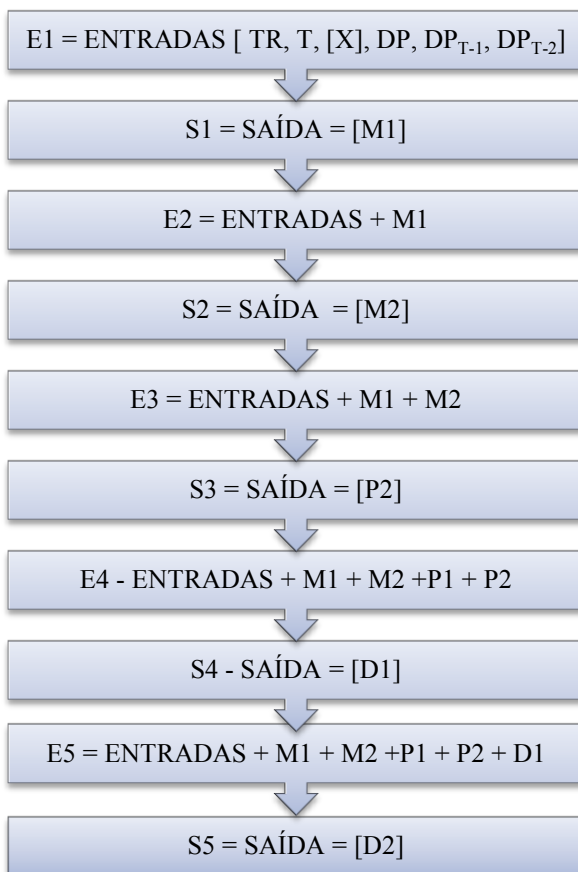 E1 = ENTRADAS [ TR, T, [X], DP, DP_{T-1}, DP_{T-2}]
S1 = SAÍDA = [M1]
E2 = ENTRADAS + M1
S2 = SAÍDA = [M2]
E3 = ENTRADAS + M1 + M2
S3 = SAÍDA = [P2]
E4 - ENTRADAS + M1 + M2 +P1 + P2
S4 - SAÍDA = [D1]
E5 = ENTRADAS + M1 + M2 +P1 + P2 + D1
S5 = SAÍDA = [D2]